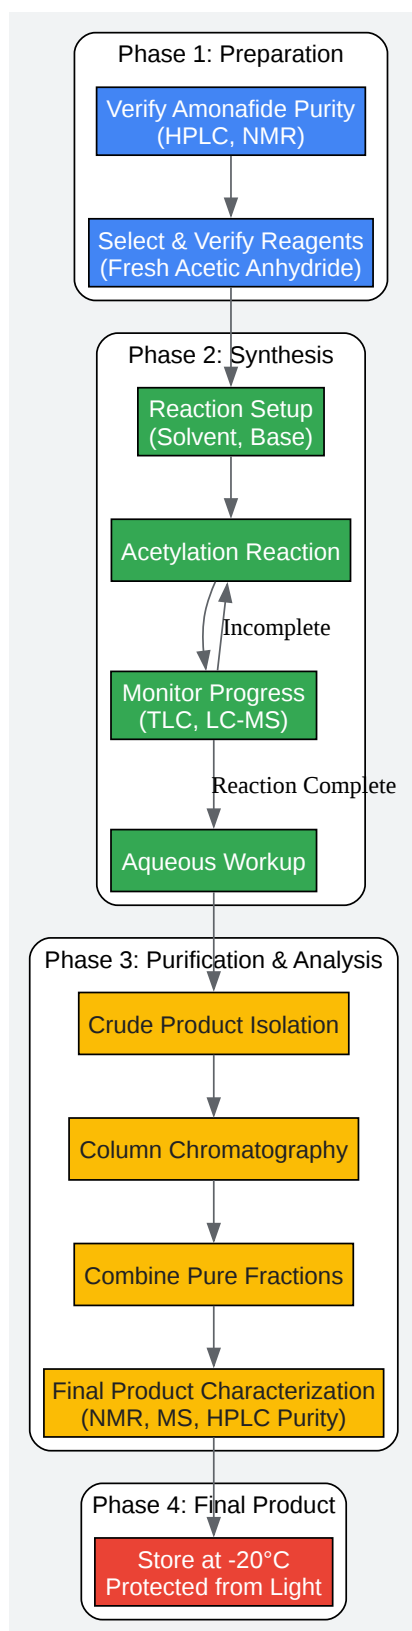 Phase 1: Preparation
Verify Amonafide Purity
(HPLC, NMR)
Select & Verify Reagents
(Fresh Acetic Anhydride)
Phase 2: Synthesis
Reaction Setup
(Solvent, Base)
Acetylation Reaction
Incomplete
Monitor Progress
(TLC, LC-MS)
Reaction Complete
Aqueous Workup
Phase 3: Purification & Analysis
Crude Product Isolation
Column Chromatography
Combine Pure Fractions
Final Product Characterization
(NMR, MS, HPLC Purity)
Phase 4: Final Product
Store at -20°C
Protected from Light